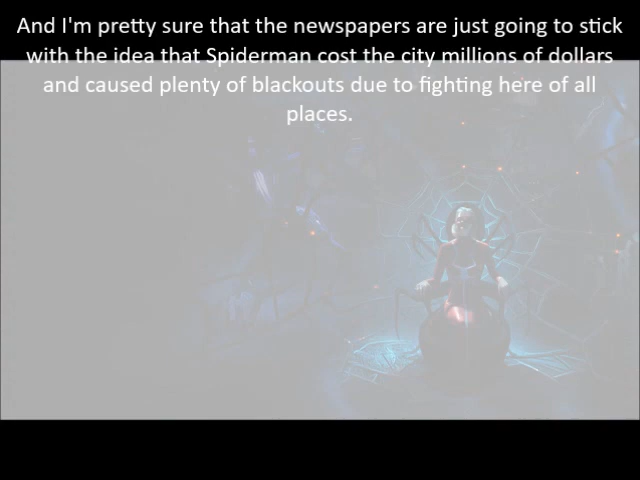 And I'm pretty sure that the newspapers are just going to stick
with the idea that Spiderman cost the city millions of dollars
and caused plenty of blackouts due to fighting here of all
places.